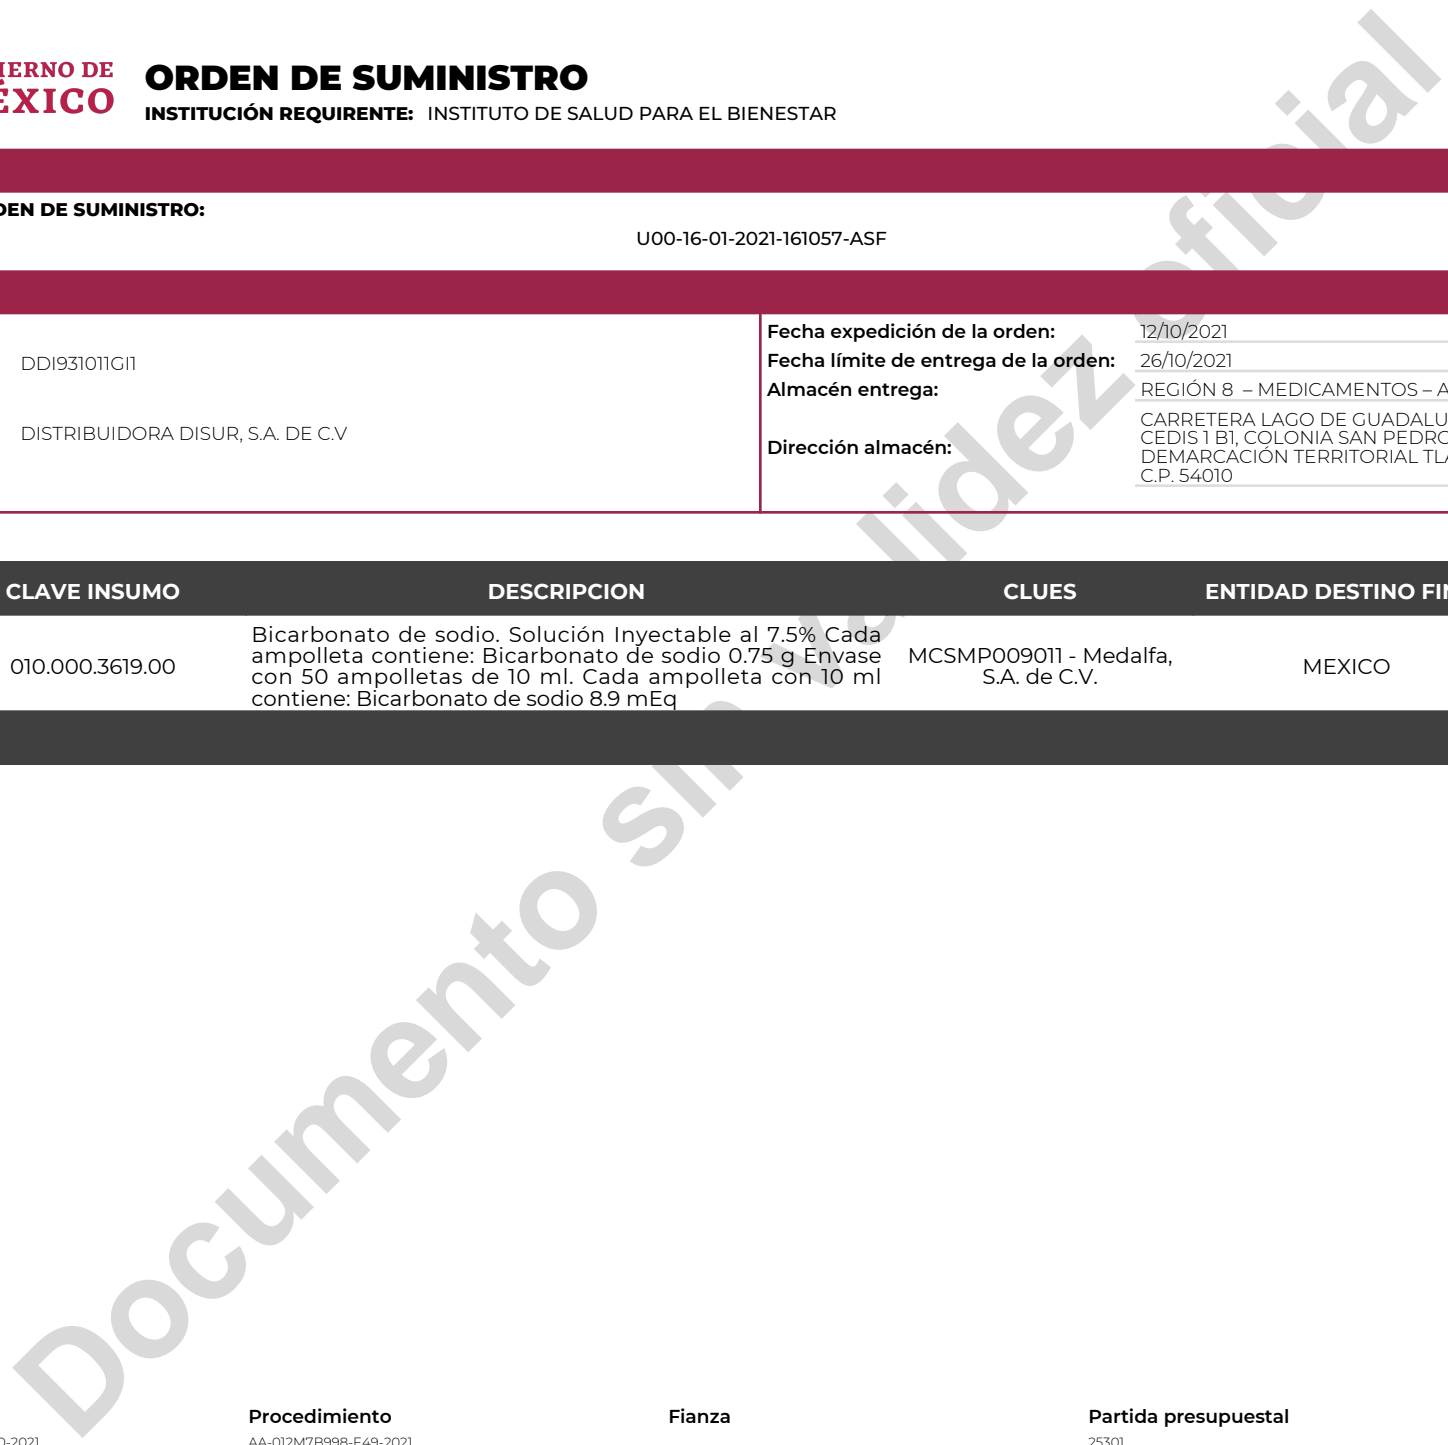 IERNO DE
ÉXICO
ORDEN DE SUMINISTRO
INSTITUCIÓN REQUIRENTE: INSTITUTO DE SALUD PARA EL BIENESTAR
DEN DE SUMINISTRO:
U00-16-01-2021-161057-ASF
DDI931011GI1
DISTRIBUIDORA DISUR, S.A. DE C.V
Fecha expedición de la orden: 12/10/2021
Fecha límite de entrega de la orden: 26/10/2021
Almacén entrega: REGIÓN 8 – MEDICAMENTOS – A
Dirección almacén:
CARRETERA LAGO DE GUADALU
CEDIS 1 B1, COLONIA SAN PEDRO
DEMARCACIÓN TERRITORIAL TLA
C.P. 54010
CLAVE INSUMO DESCRIPCION CLUES ENTIDAD DESTINO FIN
010.000.3619.00
Bicarbonato de sodio. Solución Inyectable al 7.5% Cada
ampolleta contiene: Bicarbonato de sodio 0.75 g Envase
con 50 ampolletas de 10 ml. Cada ampolleta con 10 ml
contiene: Bicarbonato de sodio 8.9 mEq
MCSMP009011 - Medalfa,
S.A. de C.V.
MEXICO
Documento sin validez oficial
Procedimiento Fianza Partida presupuestal
0-2021 AA-012M7B998-E49-2021 25301